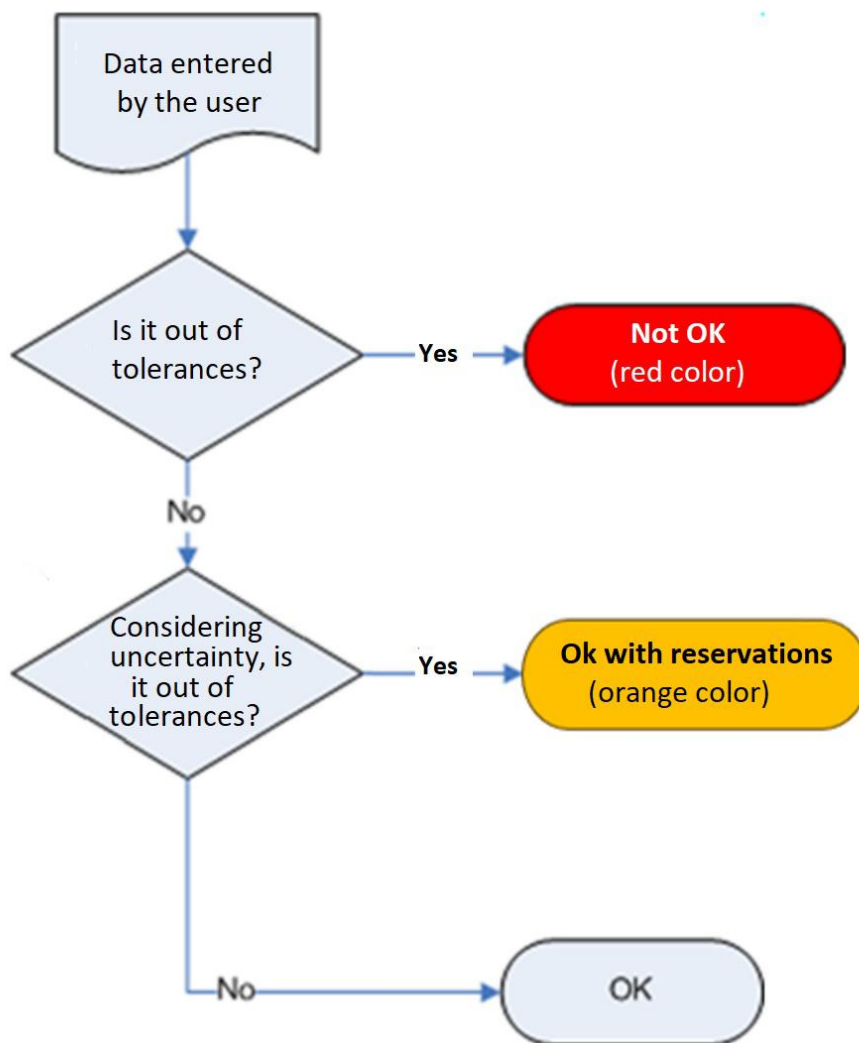 Data entered
by the user
Is it out of
tolerances?
Yes
Not OK
(red color)
No
Considering
uncertainty, is
it out of
tolerances?
Yes
Ok with reservations
(orange color)
No
OK